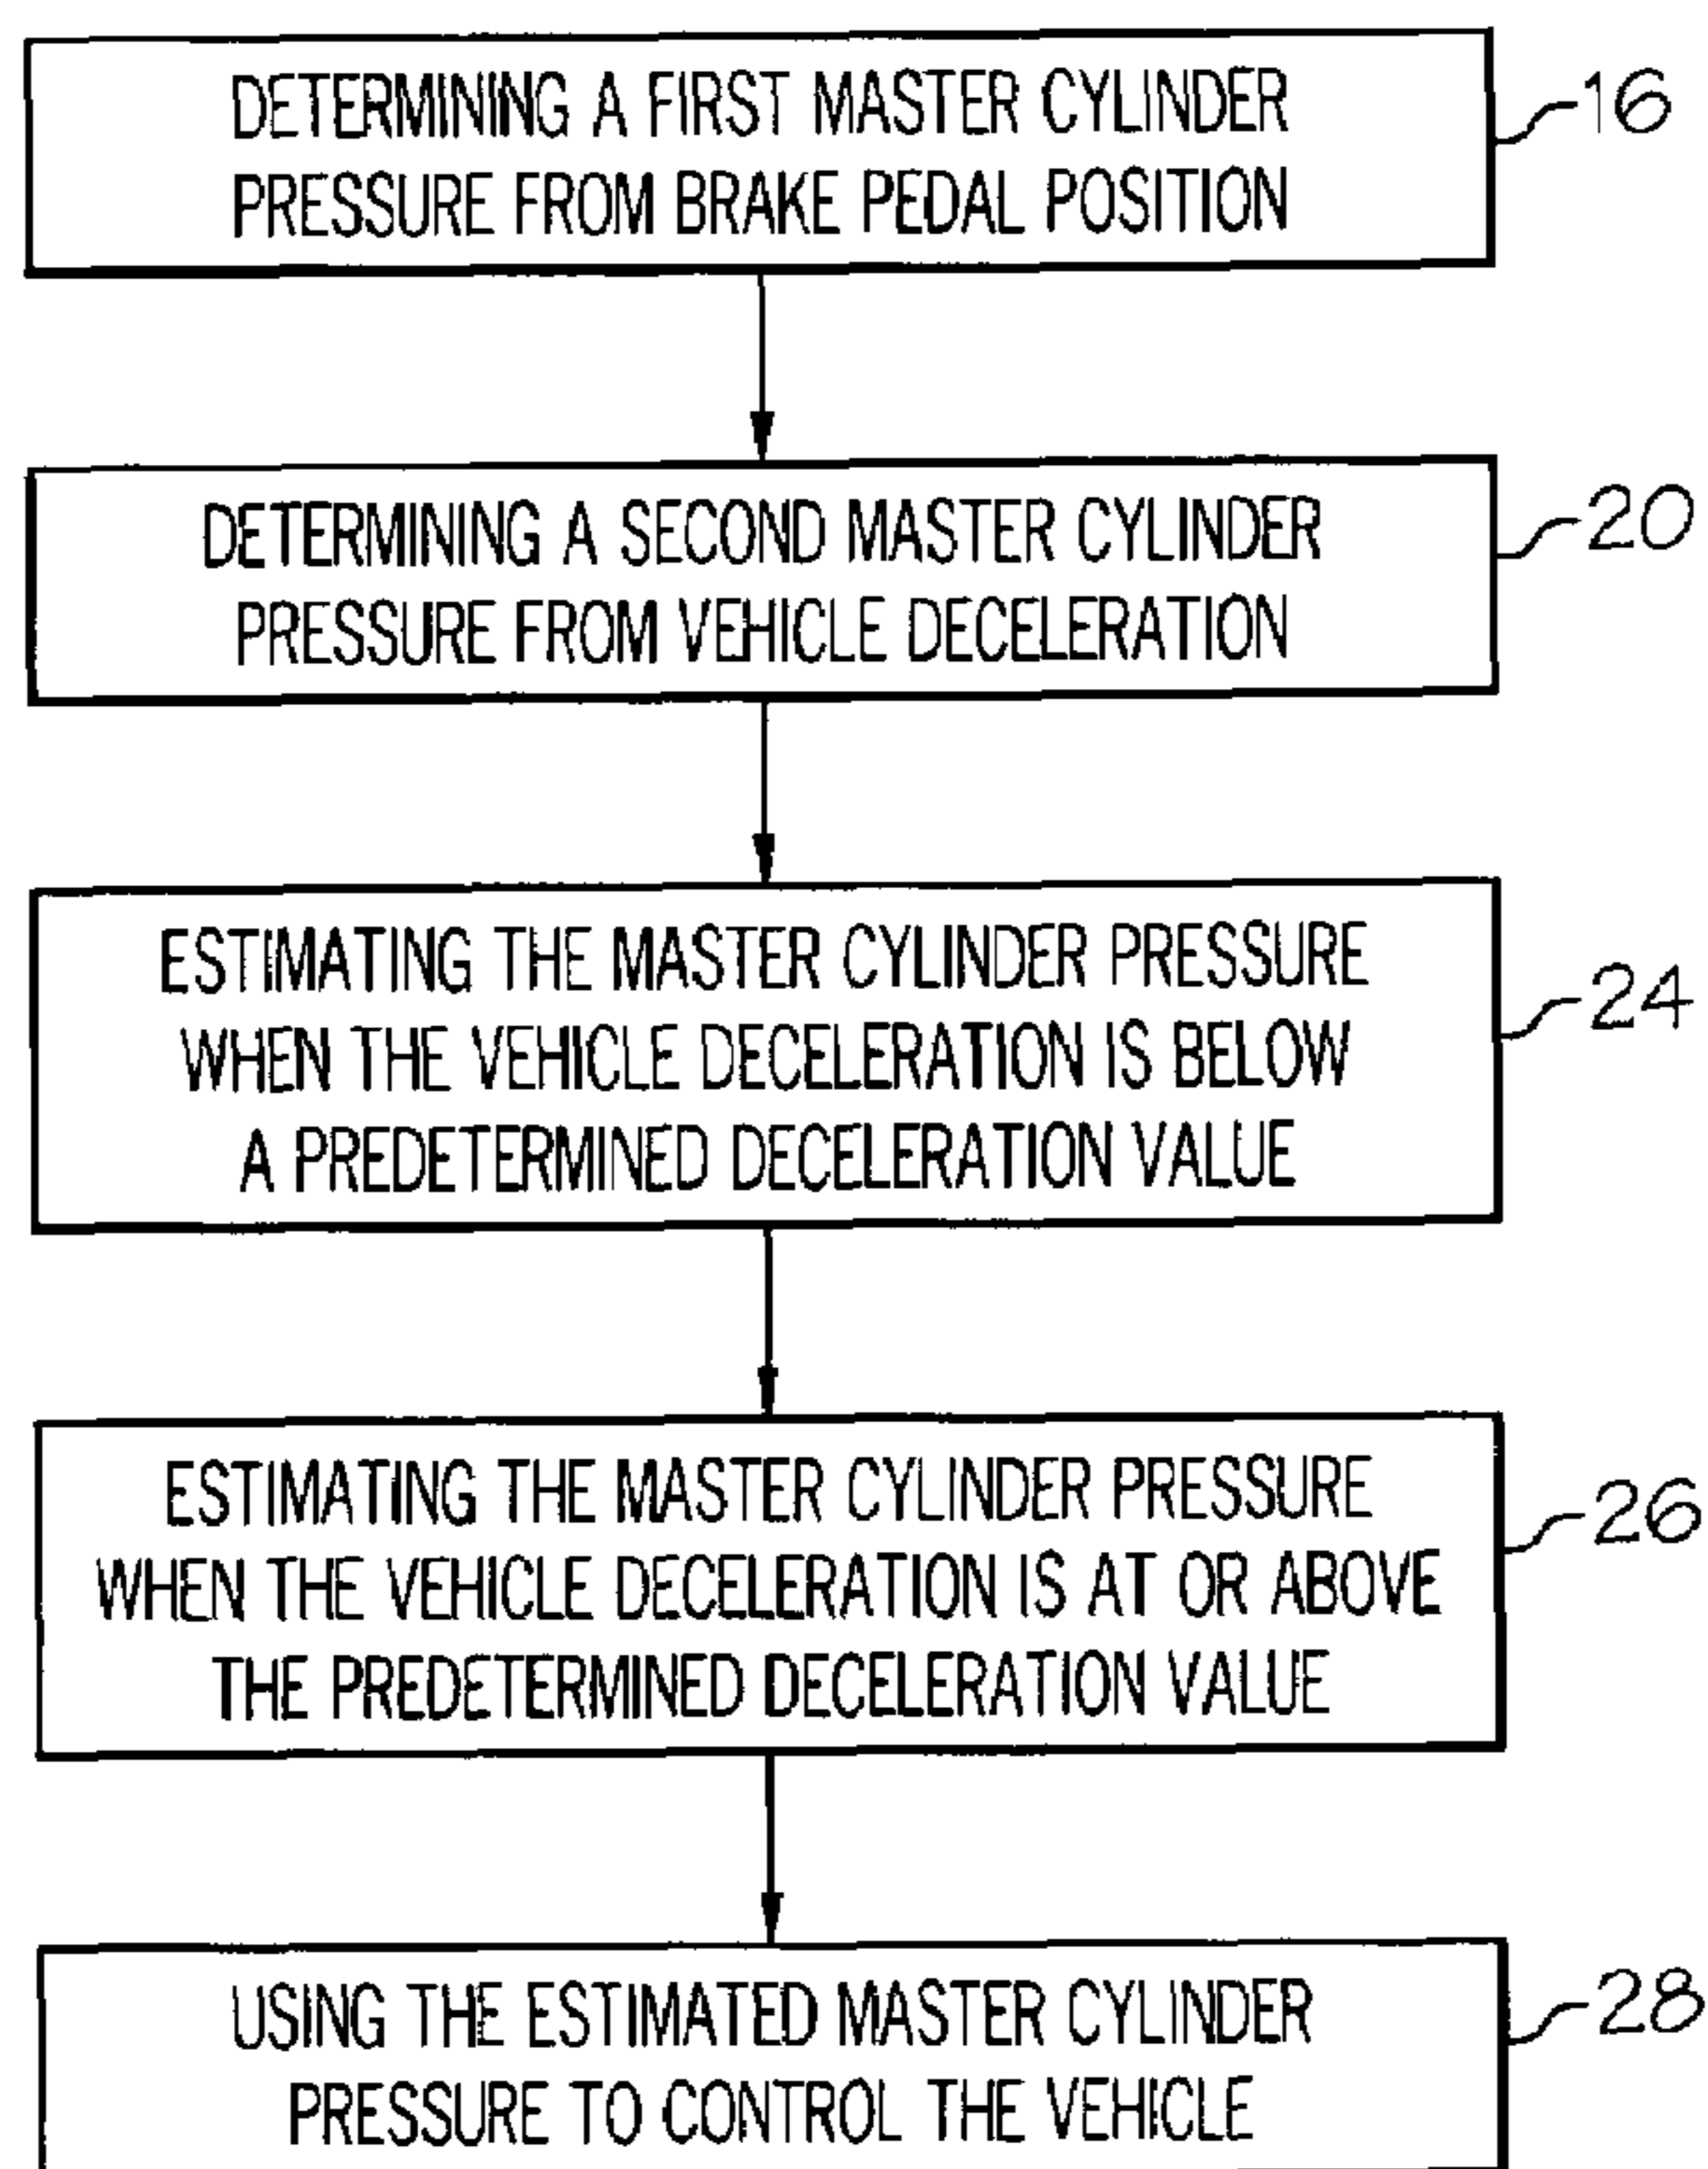 DETERMINING A FIRST MASTER CYLINDER
PRESSURE FROM BRAKE PEDAL POSITION
16
DETERMINING A SECOND MASTER CYLINDER
PRESSURE FROM VEHICLE DECELERATION
20
ESTIMATING THE MASTER CYLINDER PRESSURE
WHEN THE VEHICLE DECELERATION IS BELOW
A PREDETERMINED DECELERATION VALUE
24
ESTIMATING THE MASTER CYLINDER PRESSURE
WHEN THE VEHICLE DECELERATION IS AT OR ABOVE
THE PREDETERMINED DECELERATION VALUE
26
USING THE ESTIMATED MASTER CYLINDER
PRESSURE TO CONTROL THE VEHICLE
28